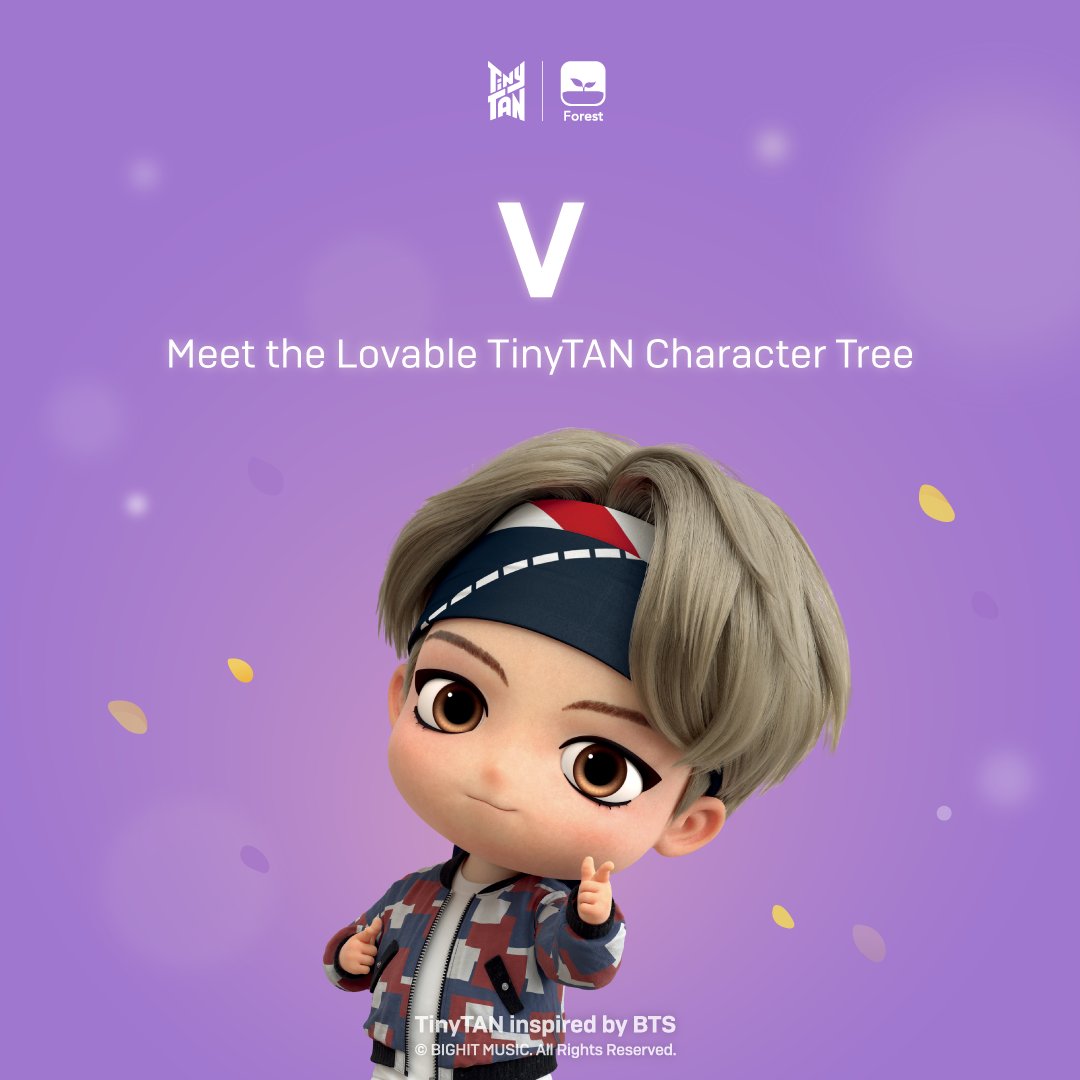 TinyTAN
Forest
V
Meet the Lovable TinyTAN Character Tree
TinyTAN inspired by BTS
© BIGHIT MUSIC. All Rights Reserved.